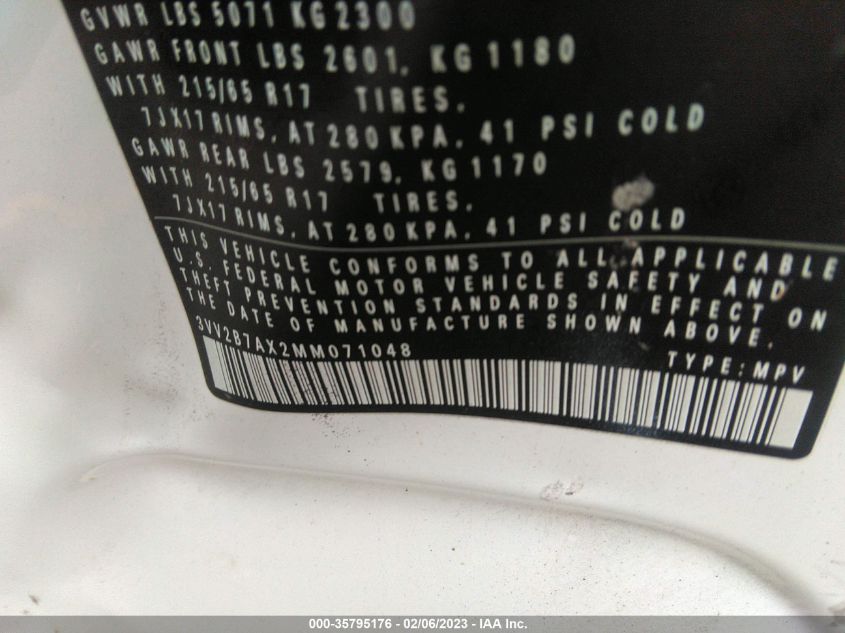 GVWR LBS 5071 KG 2300
GAWR FRONT LBS 2601, KG 1180
WITH 215/65 R17 TIRES,
7JX17 RIMS, AT 280 KPA, 41 PSI COLD
GAWR REAR LBS 2579, KG 1170
WITH 215/65 R17 TIRES,
7JX17 RIMS, AT 280 KPA, 41 PSI COLD
THIS VEHICLE CONFORMS TO ALL APPLICABLE
U.S. FEDERAL MOTOR VEHICLE SAFETY AND
THEFT PREVENTION STANDARDS IN EFFECT ON
THE DATE OF MANUFACTURE SHOWN ABOVE.
3VV2B7AX2MM071048 TYPE: MPV
000-35795176 - 02/06/2023 - IAA Inc.